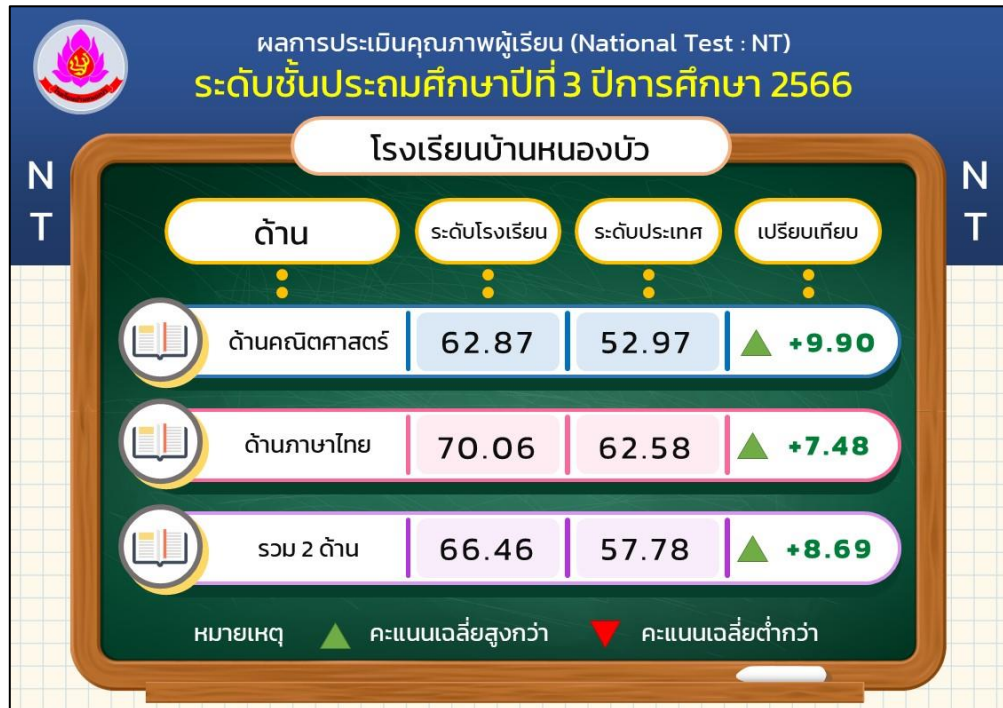 ผลการประเมินคุณภาพผู้เรียน (National Test : NT)
ระดับชั้นประถมศึกษาปีที่ 3 ปีการศึกษา 2566
โรงเรียนบ้านหนองบัว
N
T
N
T
ด้าน ระดับโรงเรียน ระดับประเทศ เปรียบเทียบ
ด้านคณิตศาสตร์ 62.87 52.97 +9.90
ด้านภาษาไทย 70.06 62.58 +7.48
รวม 2 ด้าน 66.46 57.78 +8.69
หมายเหตุ คะแนนเฉลี่ยสูงกว่า คะแนนเฉลี่ยต่ำกว่า